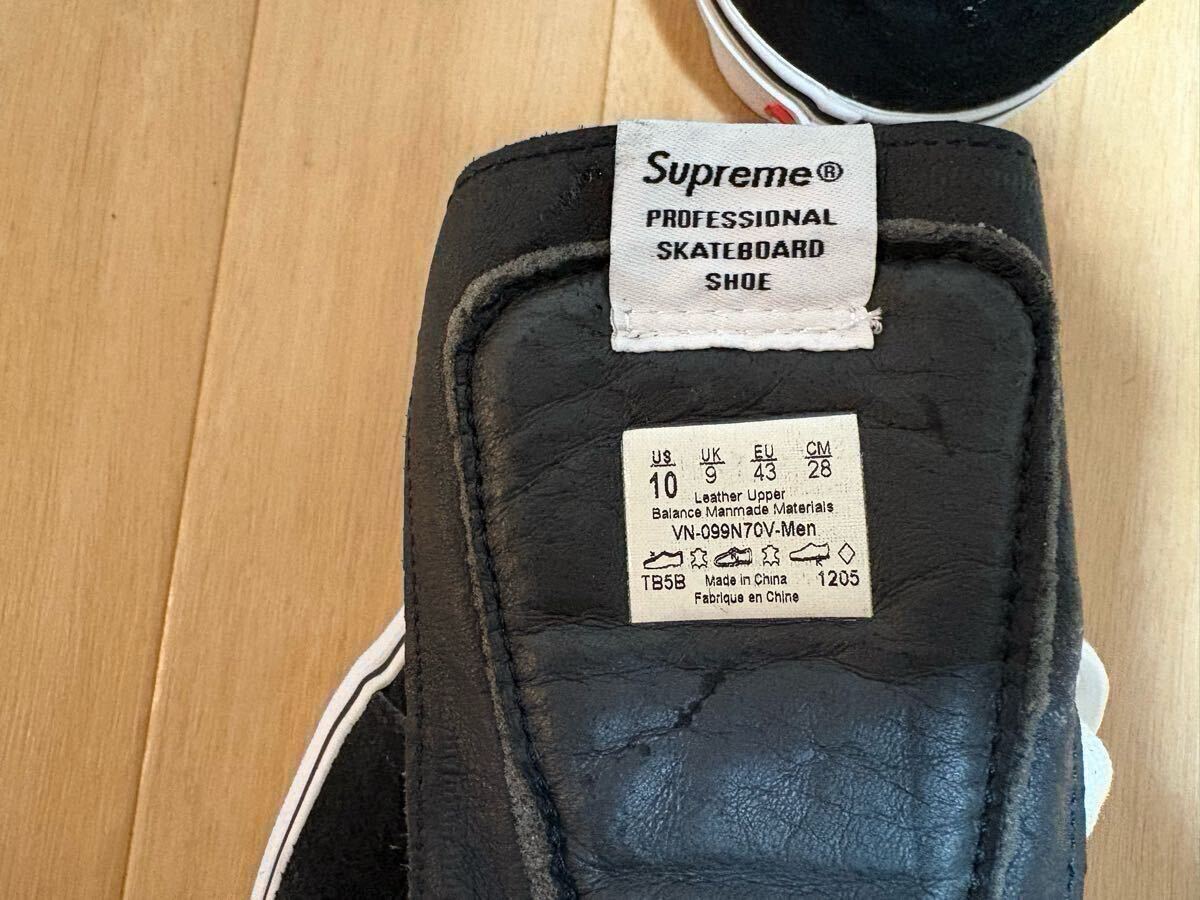 Supreme®
PROFESSIONAL
SKATEBOARD
SHOE
US UK EU CM
10 9 43 28
Leather Upper
Balance Manmade Materials
VN-099N70V-Men
TB5B Made in China 1205
Fabrique en Chine